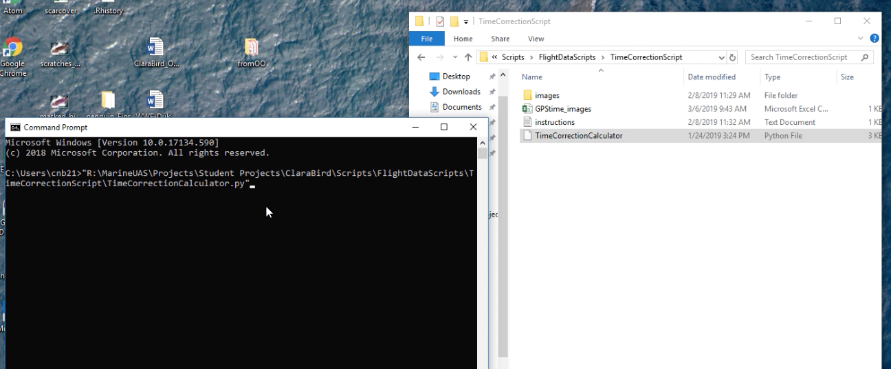 Atom
scarcover_
.Rhistory
Google
Chrome
scratches_...
ClaraBird_O...
fromOO
Command Prompt
Microsoft Windows [Version 10.0.17134.590]
(c) 2018 Microsoft Corporation. All rights reserved.
C:\Users\cnb21>"R:\MarineUAS\Projects\Student Projects\ClaraBird\Scripts\FlightDataScripts\T
imeCorrectionScript\TimeCorrectionCalculator.py"
TimeCorrectionScript
File Home Share View
« Scripts > FlightDataScripts > TimeCorrectionScript
Search TimeCorrectionScript
Desktop
Downloads
Documents
Name Date modified Type Size
images 2/8/2019 11:29 AM File folder
GPStime_images 3/6/2019 9:43 AM Microsoft Excel C... 1 KB
instructions 2/8/2019 11:32 AM Text Document 1 KB
TimeCorrectionCalculator 1/24/2019 3:24 PM Python File 3 KB